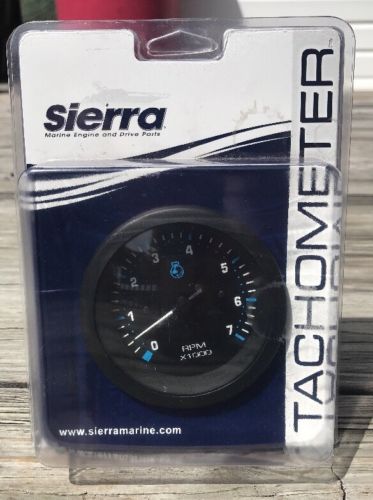 Sierra
Marine Engine and Drive Parts
TACHOMETER
0
1
2
3
4
5
6
7
RPM
X1000
www.sierramarine.com